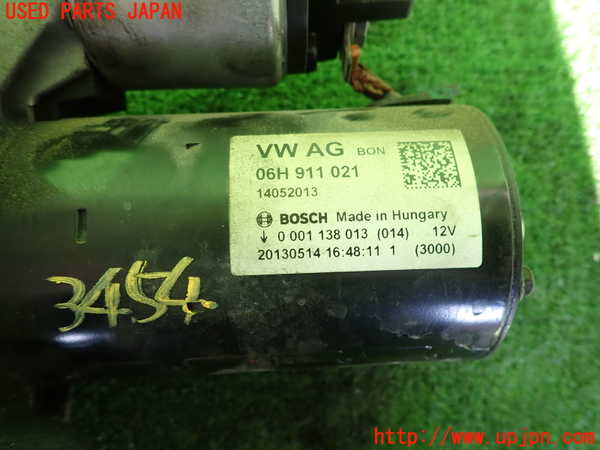 USED PARTS JAPAN
VW AG BON
06H 911 021
14052013
BOSCH Made in Hungary
↓ 0 001 138 013 (014) 12V
20130514 16:48:11 1 (3000)
3454
http://www.upjpn.com